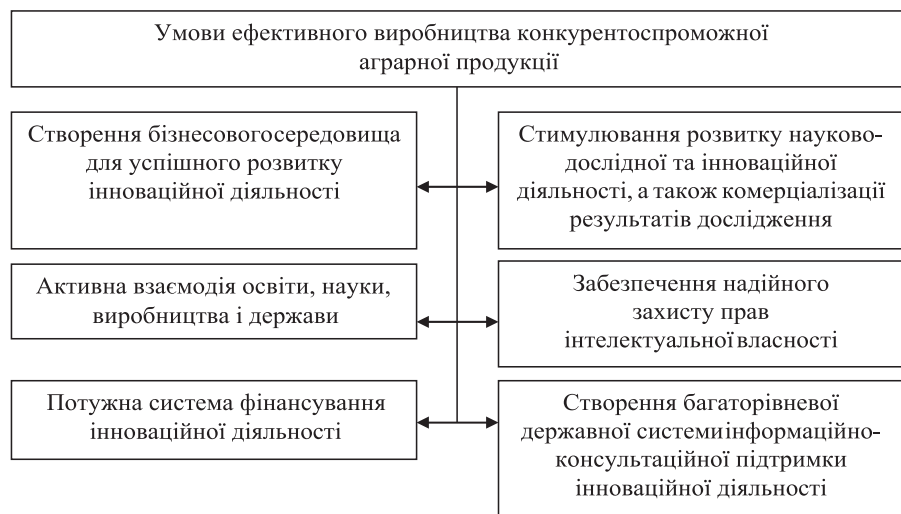 Умови ефективного виробництва конкурентоспроможної
аграрної продукції
Створення бізнесовогосередовища
для успішного розвитку
інноваційної діяльності
Стимулювання розвитку науково-
дослідної та інноваційної
діяльності, а також комерціалізації
результатів дослідження
Активна взаємодія освіти, науки,
виробництва і держави
Забезпечення надійного
захисту прав
інтелектуальної власності
Потужна система фінансування
інноваційної діяльності
Створення багаторівневої
державної системиінформаційно-
консультаційної підтримки
інноваційної діяльності